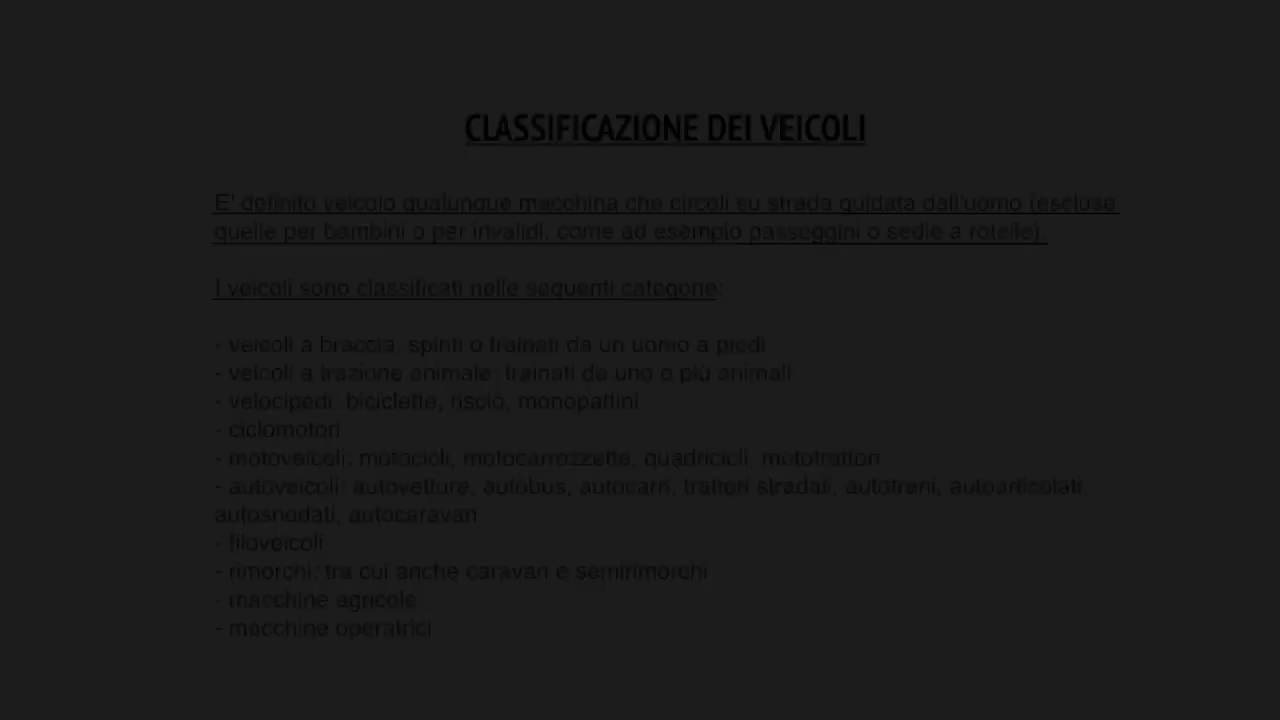 CLASSIFICAZIONE DEI VEICOLI
E' definito veicolo qualunque macchina che circoli su strada guidata dall'uomo (escluse
quelle per bambini o per invalidi, come ad esempio passeggini o sedie a rotelle).
I veicoli sono classificati nelle seguenti categorie:
- veicoli a braccia: spinti o trainati da un uomo a piedi
- veicoli a trazione animale: trainati da uno o più animali
- velocipedi: biciclette, risciò, monopattini
- ciclomotori
- motoveicoli: motocicli, motocarrozzette, quadricicli, mototrattori
- autoveicoli: autovetture, autobus, autocarri, trattori stradali, autotreni, autoarticolati,
autosnodati, autocaravan
- filoveicoli
- rimorchi: tra cui anche caravan e semirimorchi
- macchine agricole
- macchine operatrici